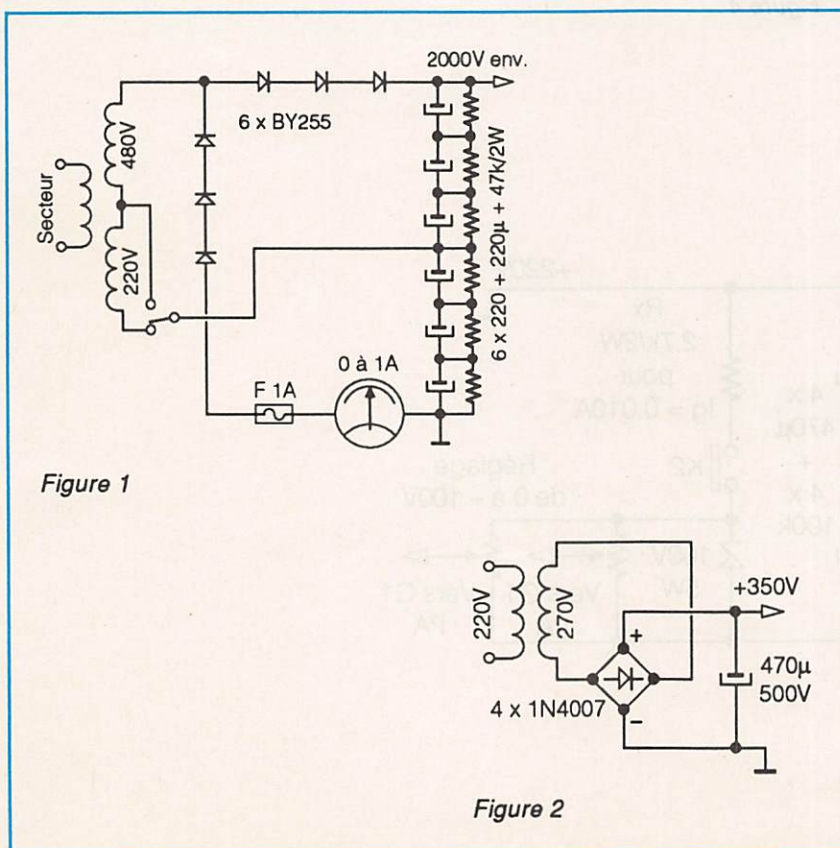 2000V env.
6 x BY255
480V
Secteur
220V
6 x 220 + 220µ + 47k/2W
0 à 1A
F 1A
Figure 1
+350V
220V
270V
+
470µ
500V
4 x 1N4007
−
Figure 2